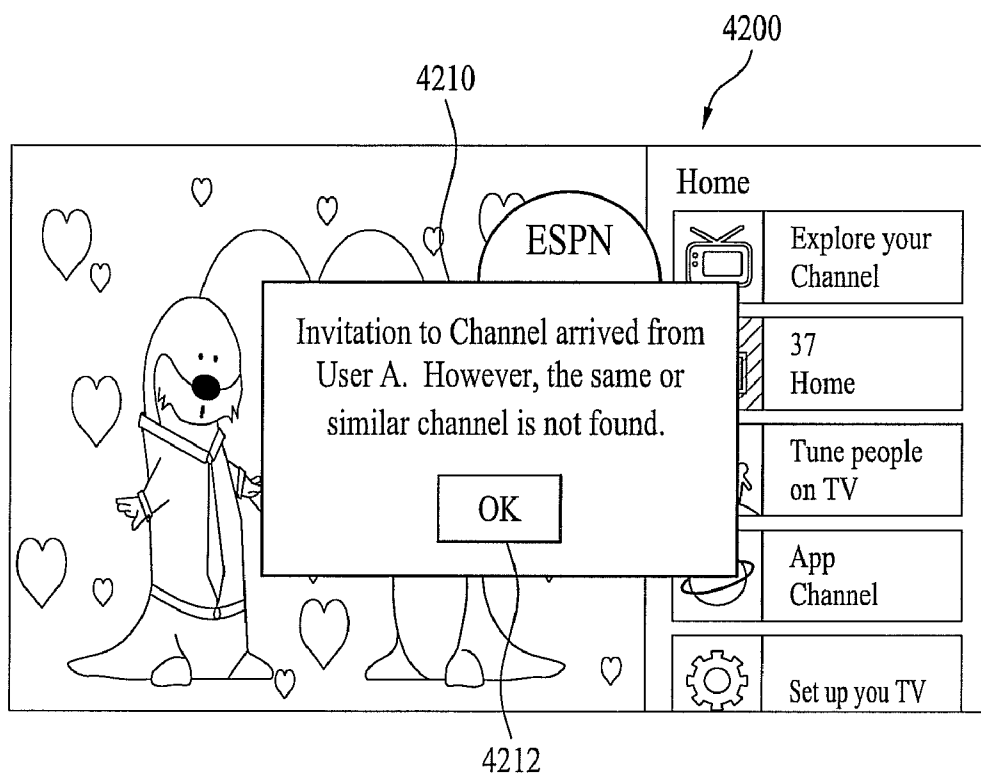 4200
4210
Home
ESPN
Explore your
Channel
Invitation to Channel arrived from
User A. However, the same or
similar channel is not found.
OK
37
Home
Tune people
on TV
App
Channel
Set up you TV
4212